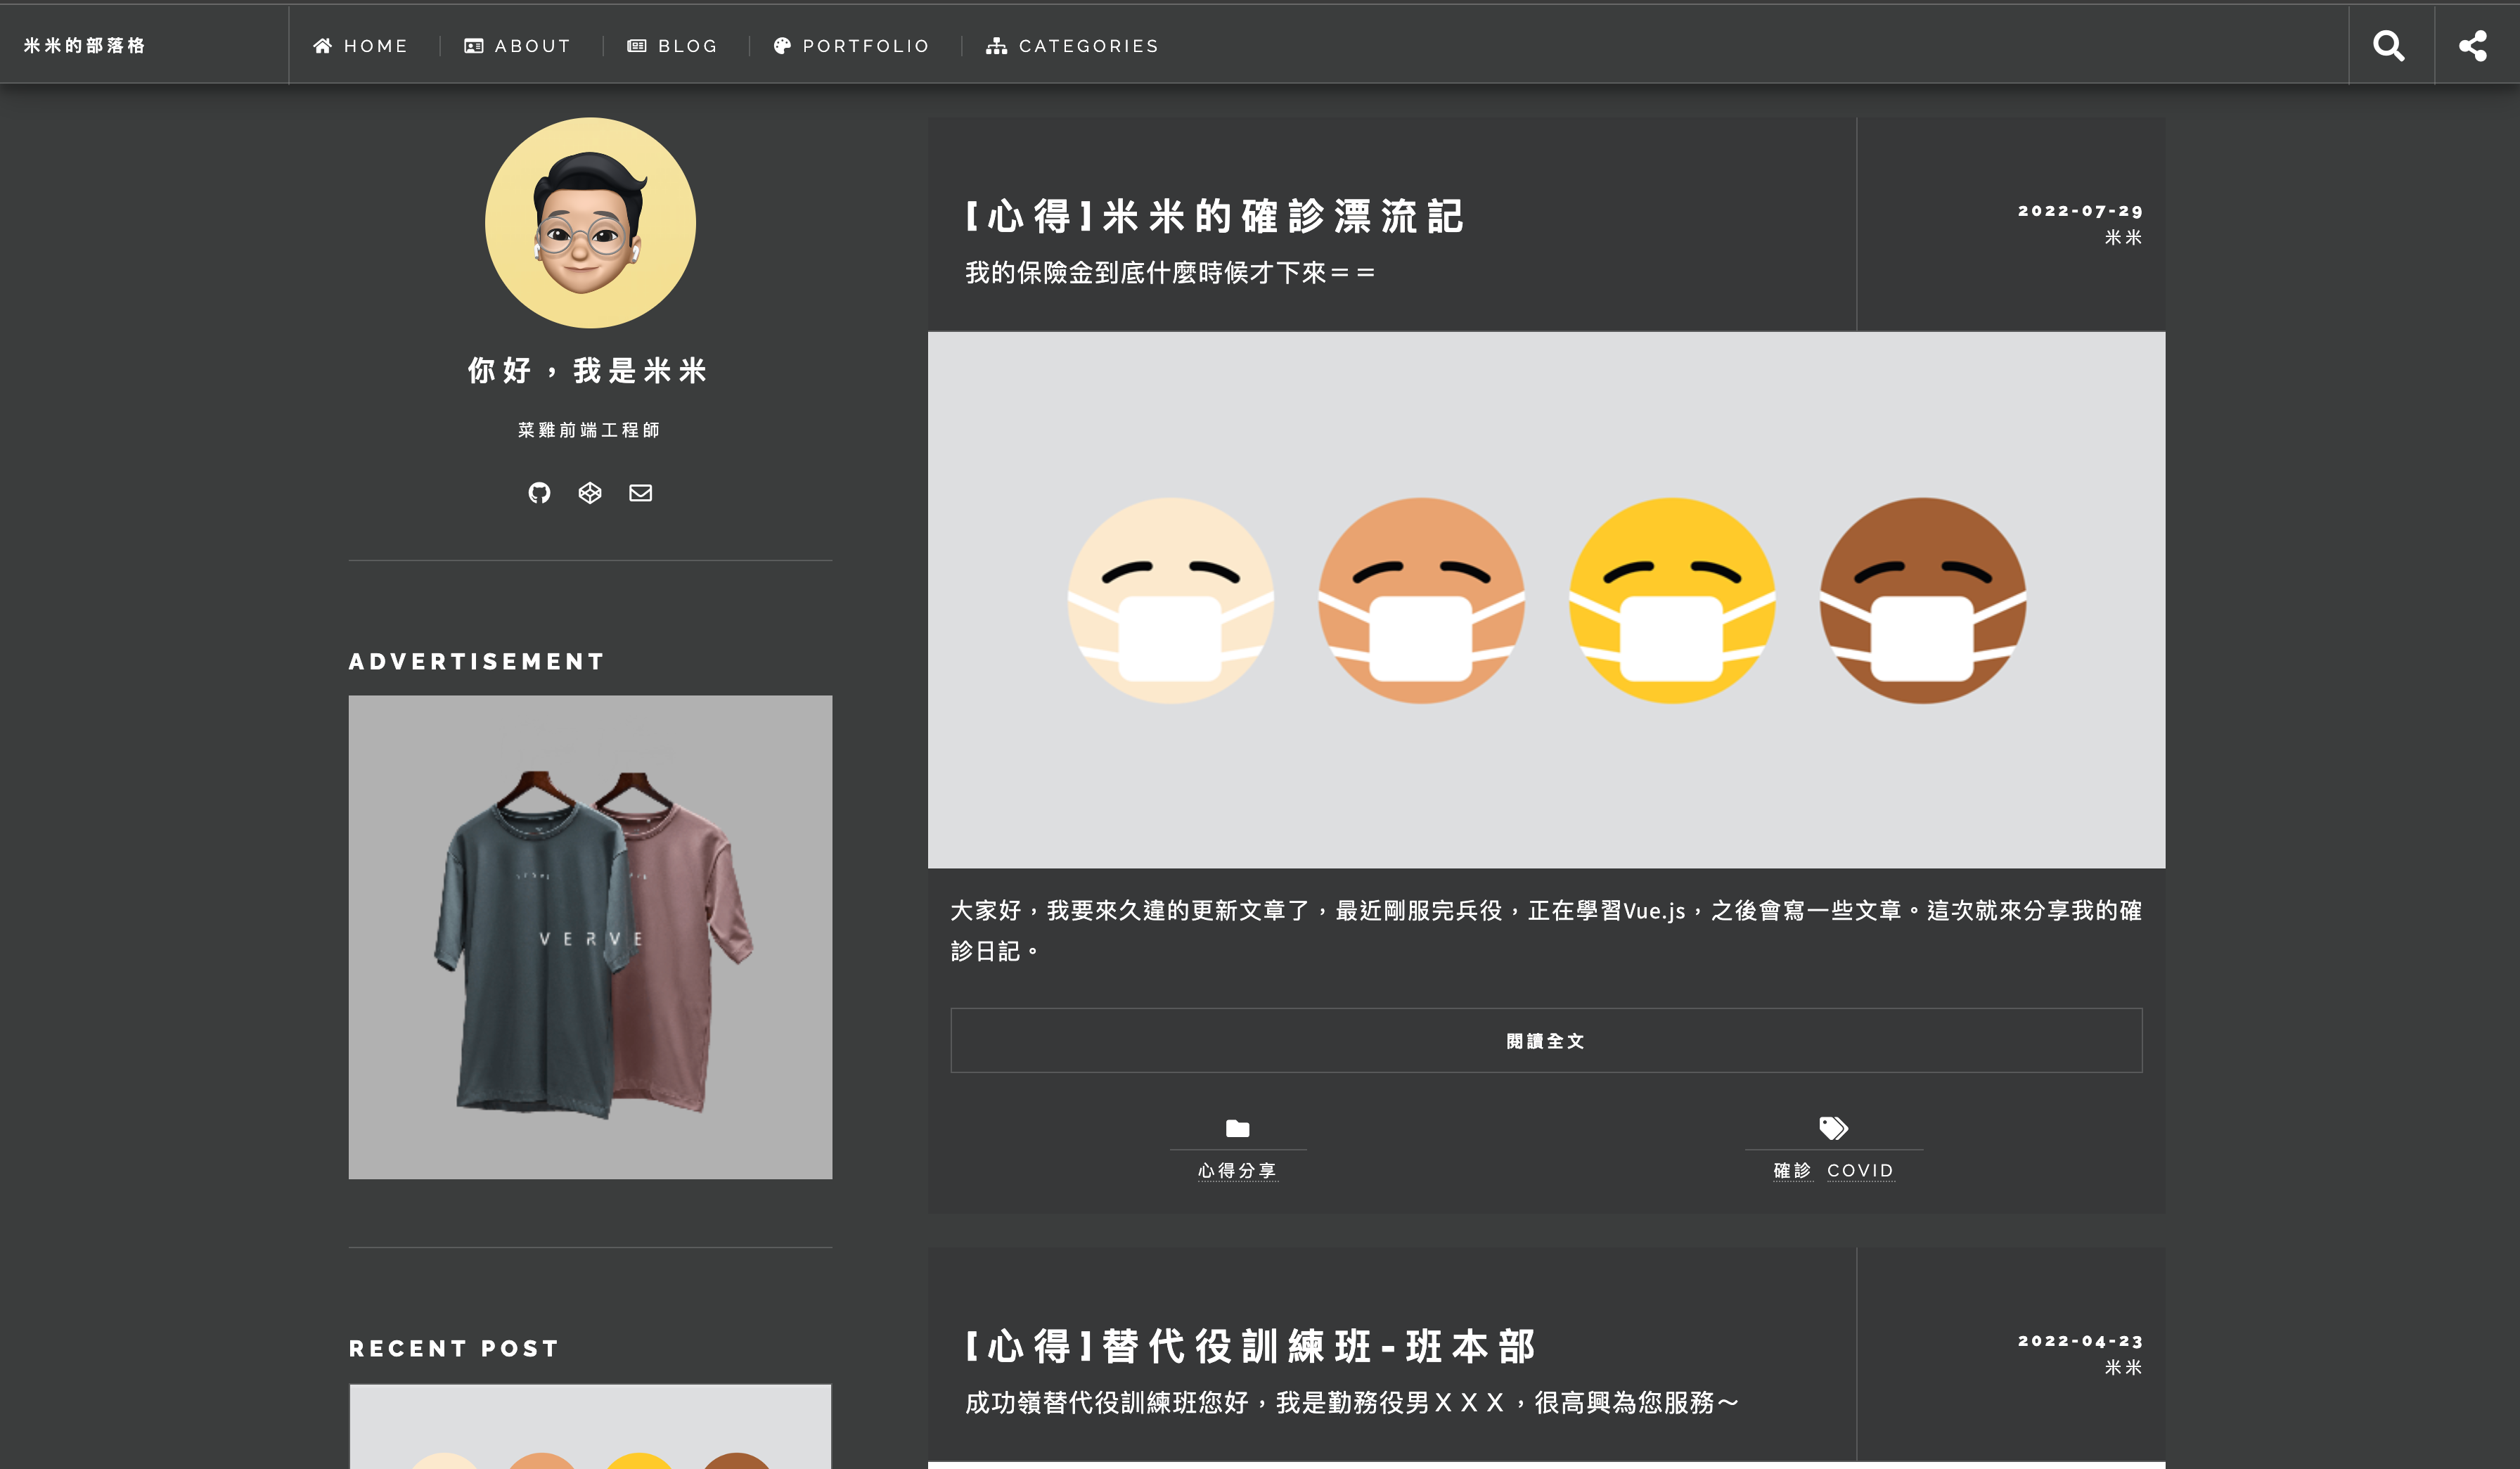 米米的部落格
HOME
ABOUT
BLOG
PORTFOLIO
CATEGORIES
你好，我是米米
菜雞前端工程師
ADVERTISEMENT
VERVE
RECENT POST
[心得]米米的確診漂流記
我的保險金到底什麼時候才下來＝＝
2022-07-29
米米
大家好，我要來久違的更新文章了，最近剛服完兵役，正在學習Vue.js，之後會寫一些文章。這次就來分享我的確
診日記。
閱讀全文
心得分享
確診 COVID
[心得]替代役訓練班-班本部
成功嶺替代役訓練班您好，我是勤務役男ＸＸＸ，很高興為您服務～
2022-04-23
米米